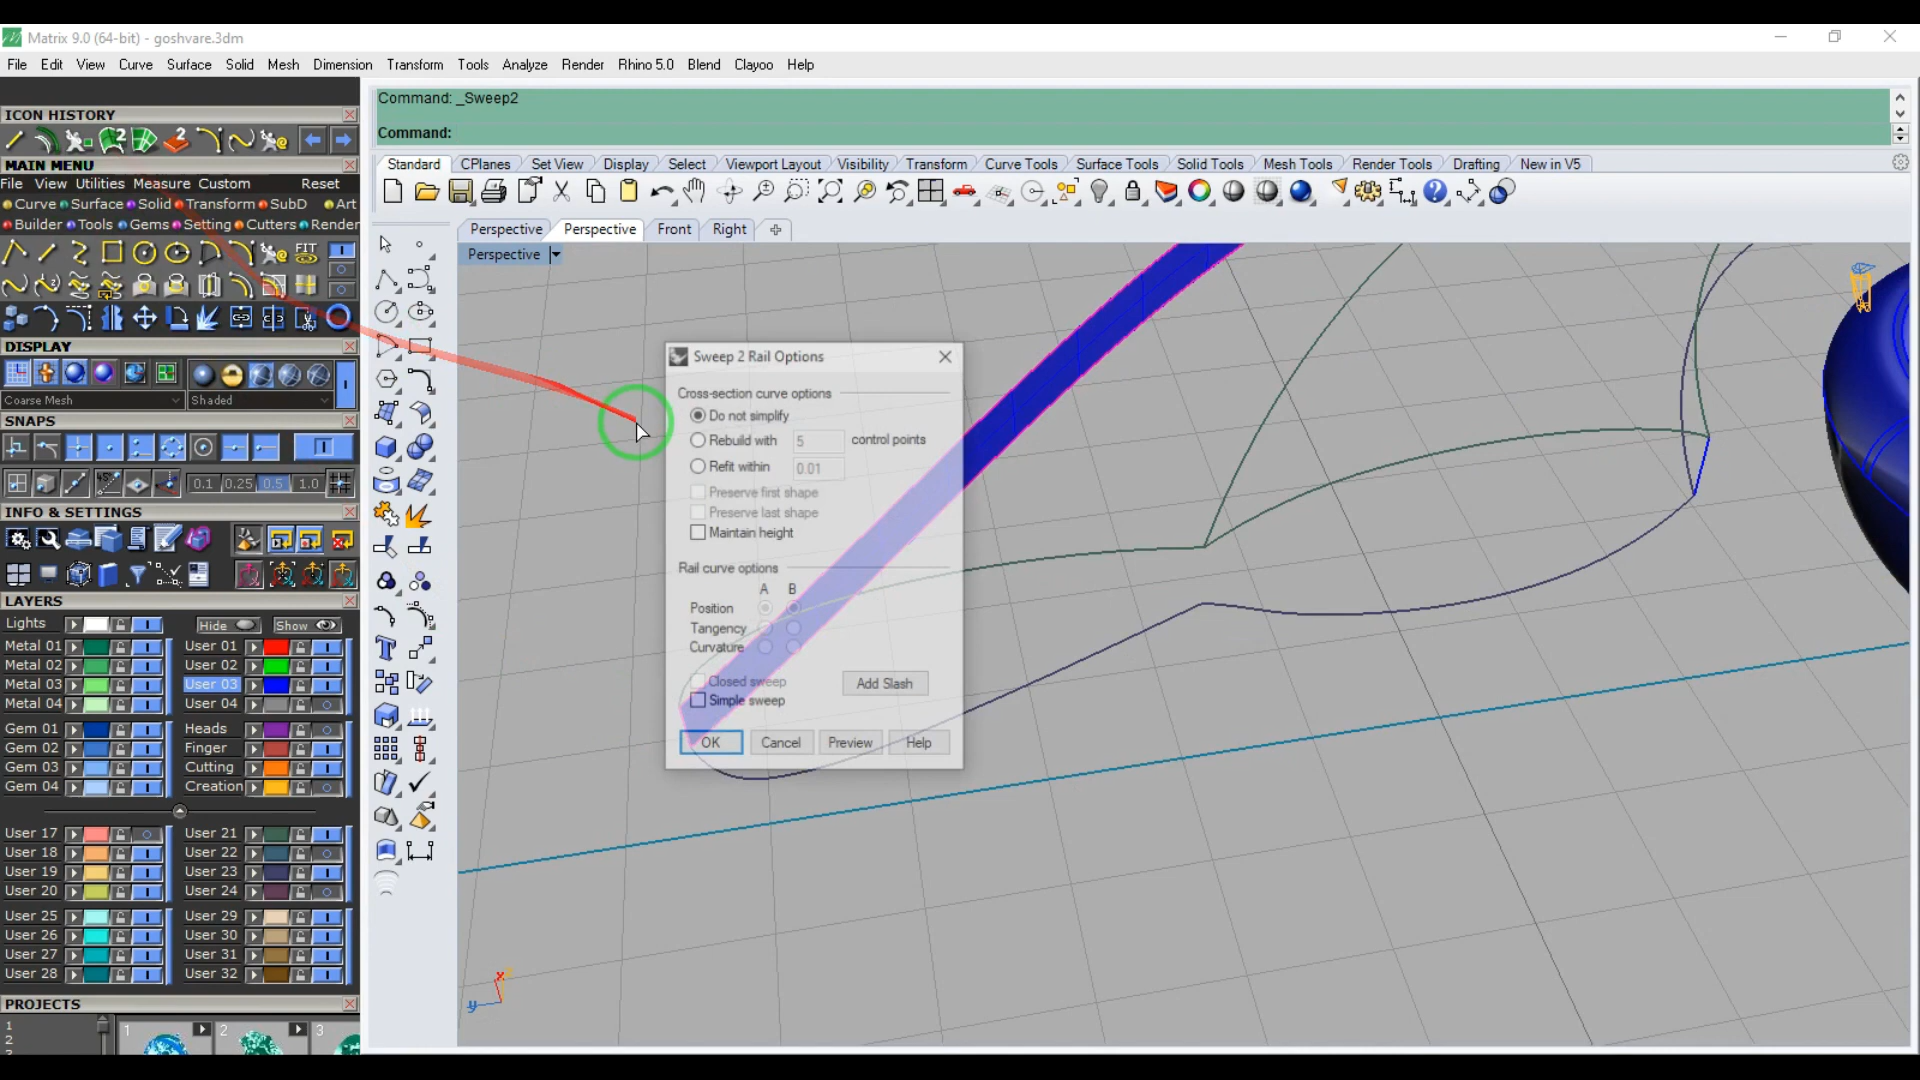 Matrix 9.0 (64-bit) - goshvare.3dm
File Edit View Curve Surface Solid Mesh Dimension Transform Tools Analyze Render Rhino 5.0 Blend Clayoo Help
ICON HISTORY
MAIN MENU
File View Utilities Measure Custom Reset
Curve Surface Solid Transform SubD Art
Builder Tools Gems Setting Cutters Render
FIT
DISPLAY
Coarse Mesh Shaded
SNAPS
0.1 0.25 0.5 1.0
INFO & SETTINGS
LAYERS
Lights Hide Show
Metal 01 User 01
Metal 02 User 02
Metal 03 User 03
Metal 04 User 04
Gem 01 Heads
Gem 02 Finger
Gem 03 Cutting
Gem 04 Creation
User 17 User 21
User 18 User 22
User 19 User 23
User 20 User 24
User 25 User 29
User 26 User 30
User 27 User 31
User 28 User 32
PROJECTS
1
2
1 2 3
Command: _Sweep2
Command:
Standard CPlanes Set View Display Select Viewport Layout Visibility Transform Curve Tools Surface Tools Solid Tools Mesh Tools Render Tools Drafting New in V5
Perspective Perspective Front Right
Perspective
Sweep 2 Rail Options
Cross-section curve options
Do not simplify
Rebuild with 5 control points
Refit within 0.01
Preserve first shape
Preserve last shape
Maintain height
Rail curve options
A B
Position
Tangency
Curvature
Closed sweep Add Slash
Simple sweep
OK Cancel Preview Help
x
y